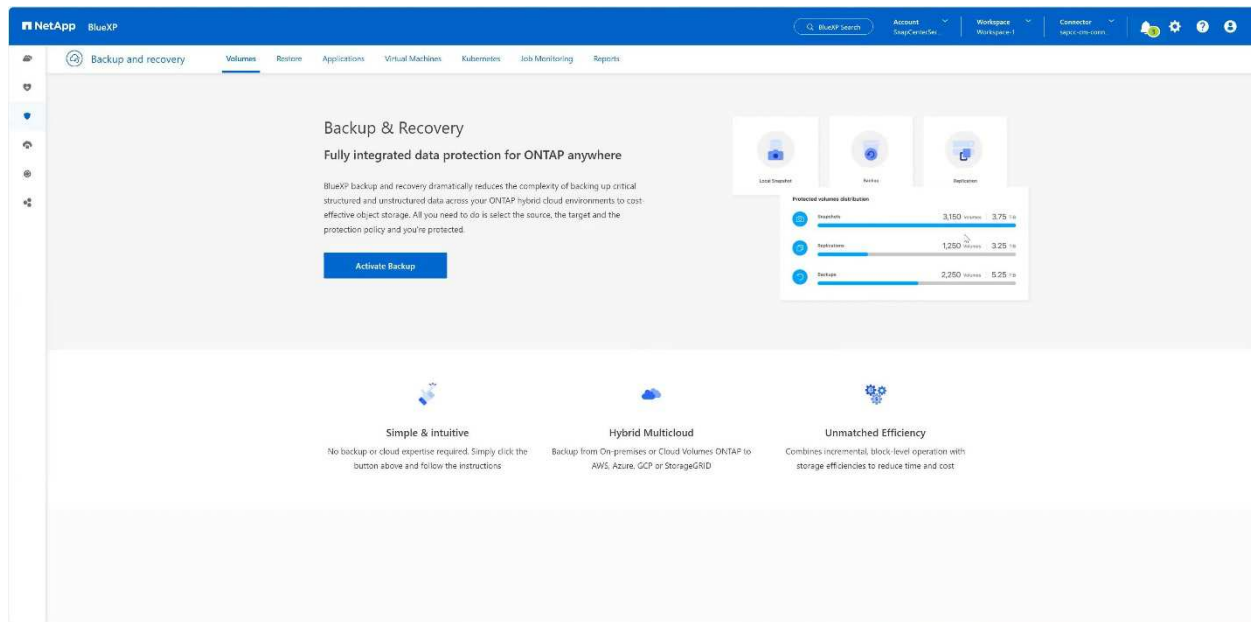 NetApp BlueXP
BlueXP Search
Account
SnapCenterSer...
Workspace
Workspace-1
Connector
sapcc-cm-conn...
Backup and recovery
Volumes Restore Applications Virtual Machines Kubernetes Job Monitoring Reports
Backup & Recovery
Fully integrated data protection for ONTAP anywhere
BlueXP backup and recovery dramatically reduces the complexity of backing up critical
structured and unstructured data across your ONTAP hybrid cloud environments to cost-
effective object storage. All you need to do is select the source, the target and the
protection policy and you're protected.
Activate Backup
Local Snapshot
Backup
Replication
Protected volumes distribution
Snapshots 3,150 Volumes 3.75 TiB
Replications 1,250 Volumes 3.25 TiB
Backups 2,250 Volumes 5.25 TiB
Simple & intuitive
No backup or cloud expertise required. Simply click the
button above and follow the instructions
Hybrid Multicloud
Backup from On-premises or Cloud Volumes ONTAP to
AWS, Azure, GCP or StorageGRID
Unmatched Efficiency
Combines incremental, block-level operation with
storage efficiencies to reduce time and cost